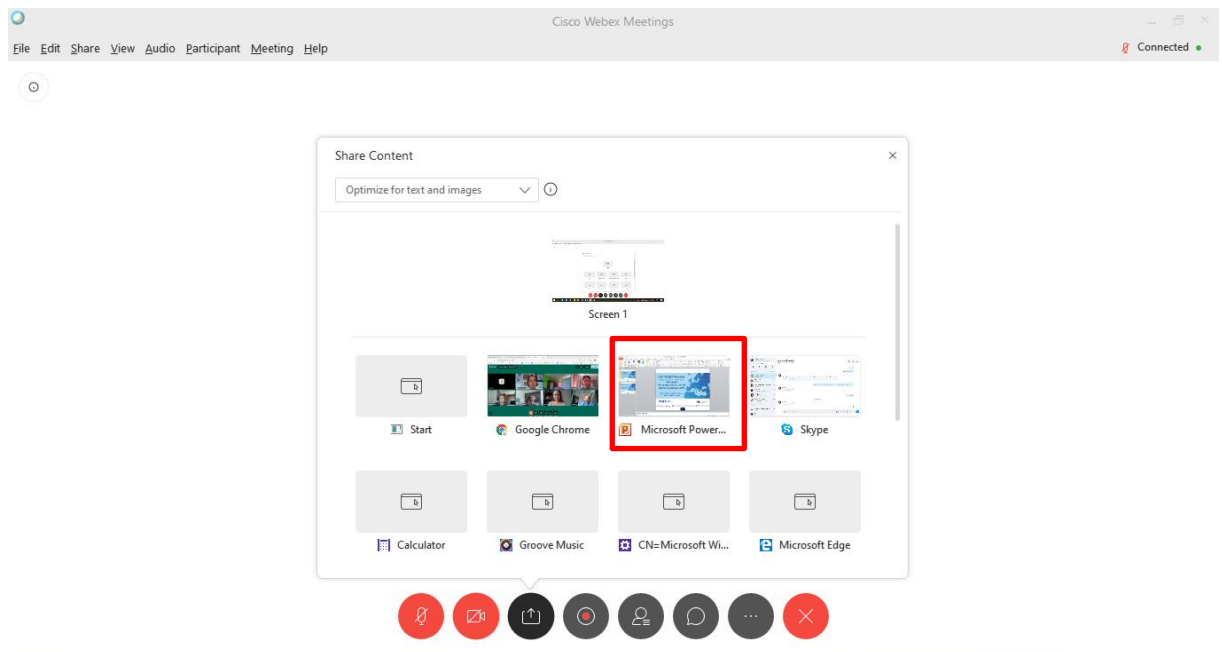 Cisco Webex Meetings
File Edit Share View Audio Participant Meeting Help
Connected
Share Content
Optimize for text and images
Screen 1
Start
Google Chrome
Microsoft Power...
Skype
Calculator
Groove Music
CN=Microsoft Wi...
Microsoft Edge